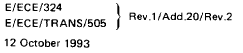 E/ECE/324
E/ECE/TRANS/505 } Rev.1/Add.20/Rev.2
12 October 1993